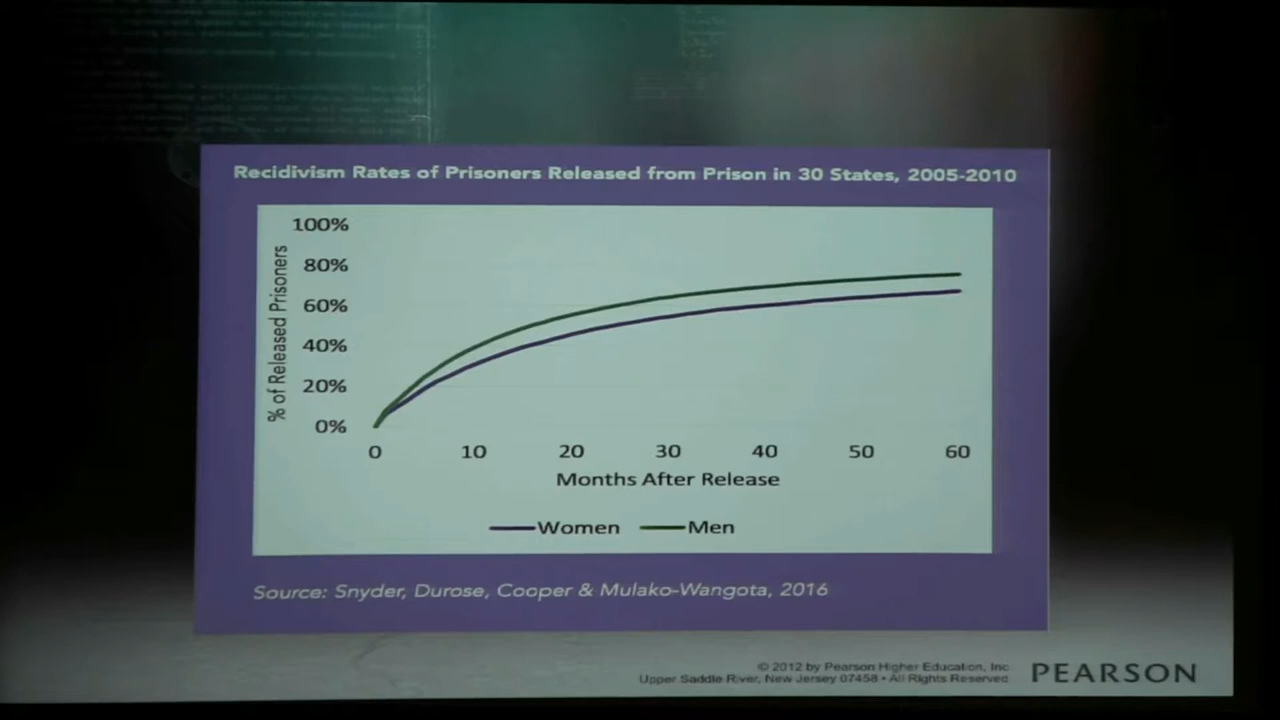 Recidivism Rates of Prisoners Released from Prison in 30 States, 2005-2010
% of Released Prisoners
100%
80%
60%
40%
20%
0%
0 10 20 30 40 50 60
Months After Release
Women Men
Source: Snyder, Durose, Cooper & Mulako-Wangota, 2016
© 2012 by Pearson Higher Education, Inc
Upper Saddle River, New Jersey 07458 • All Rights Reserved
PEARSON